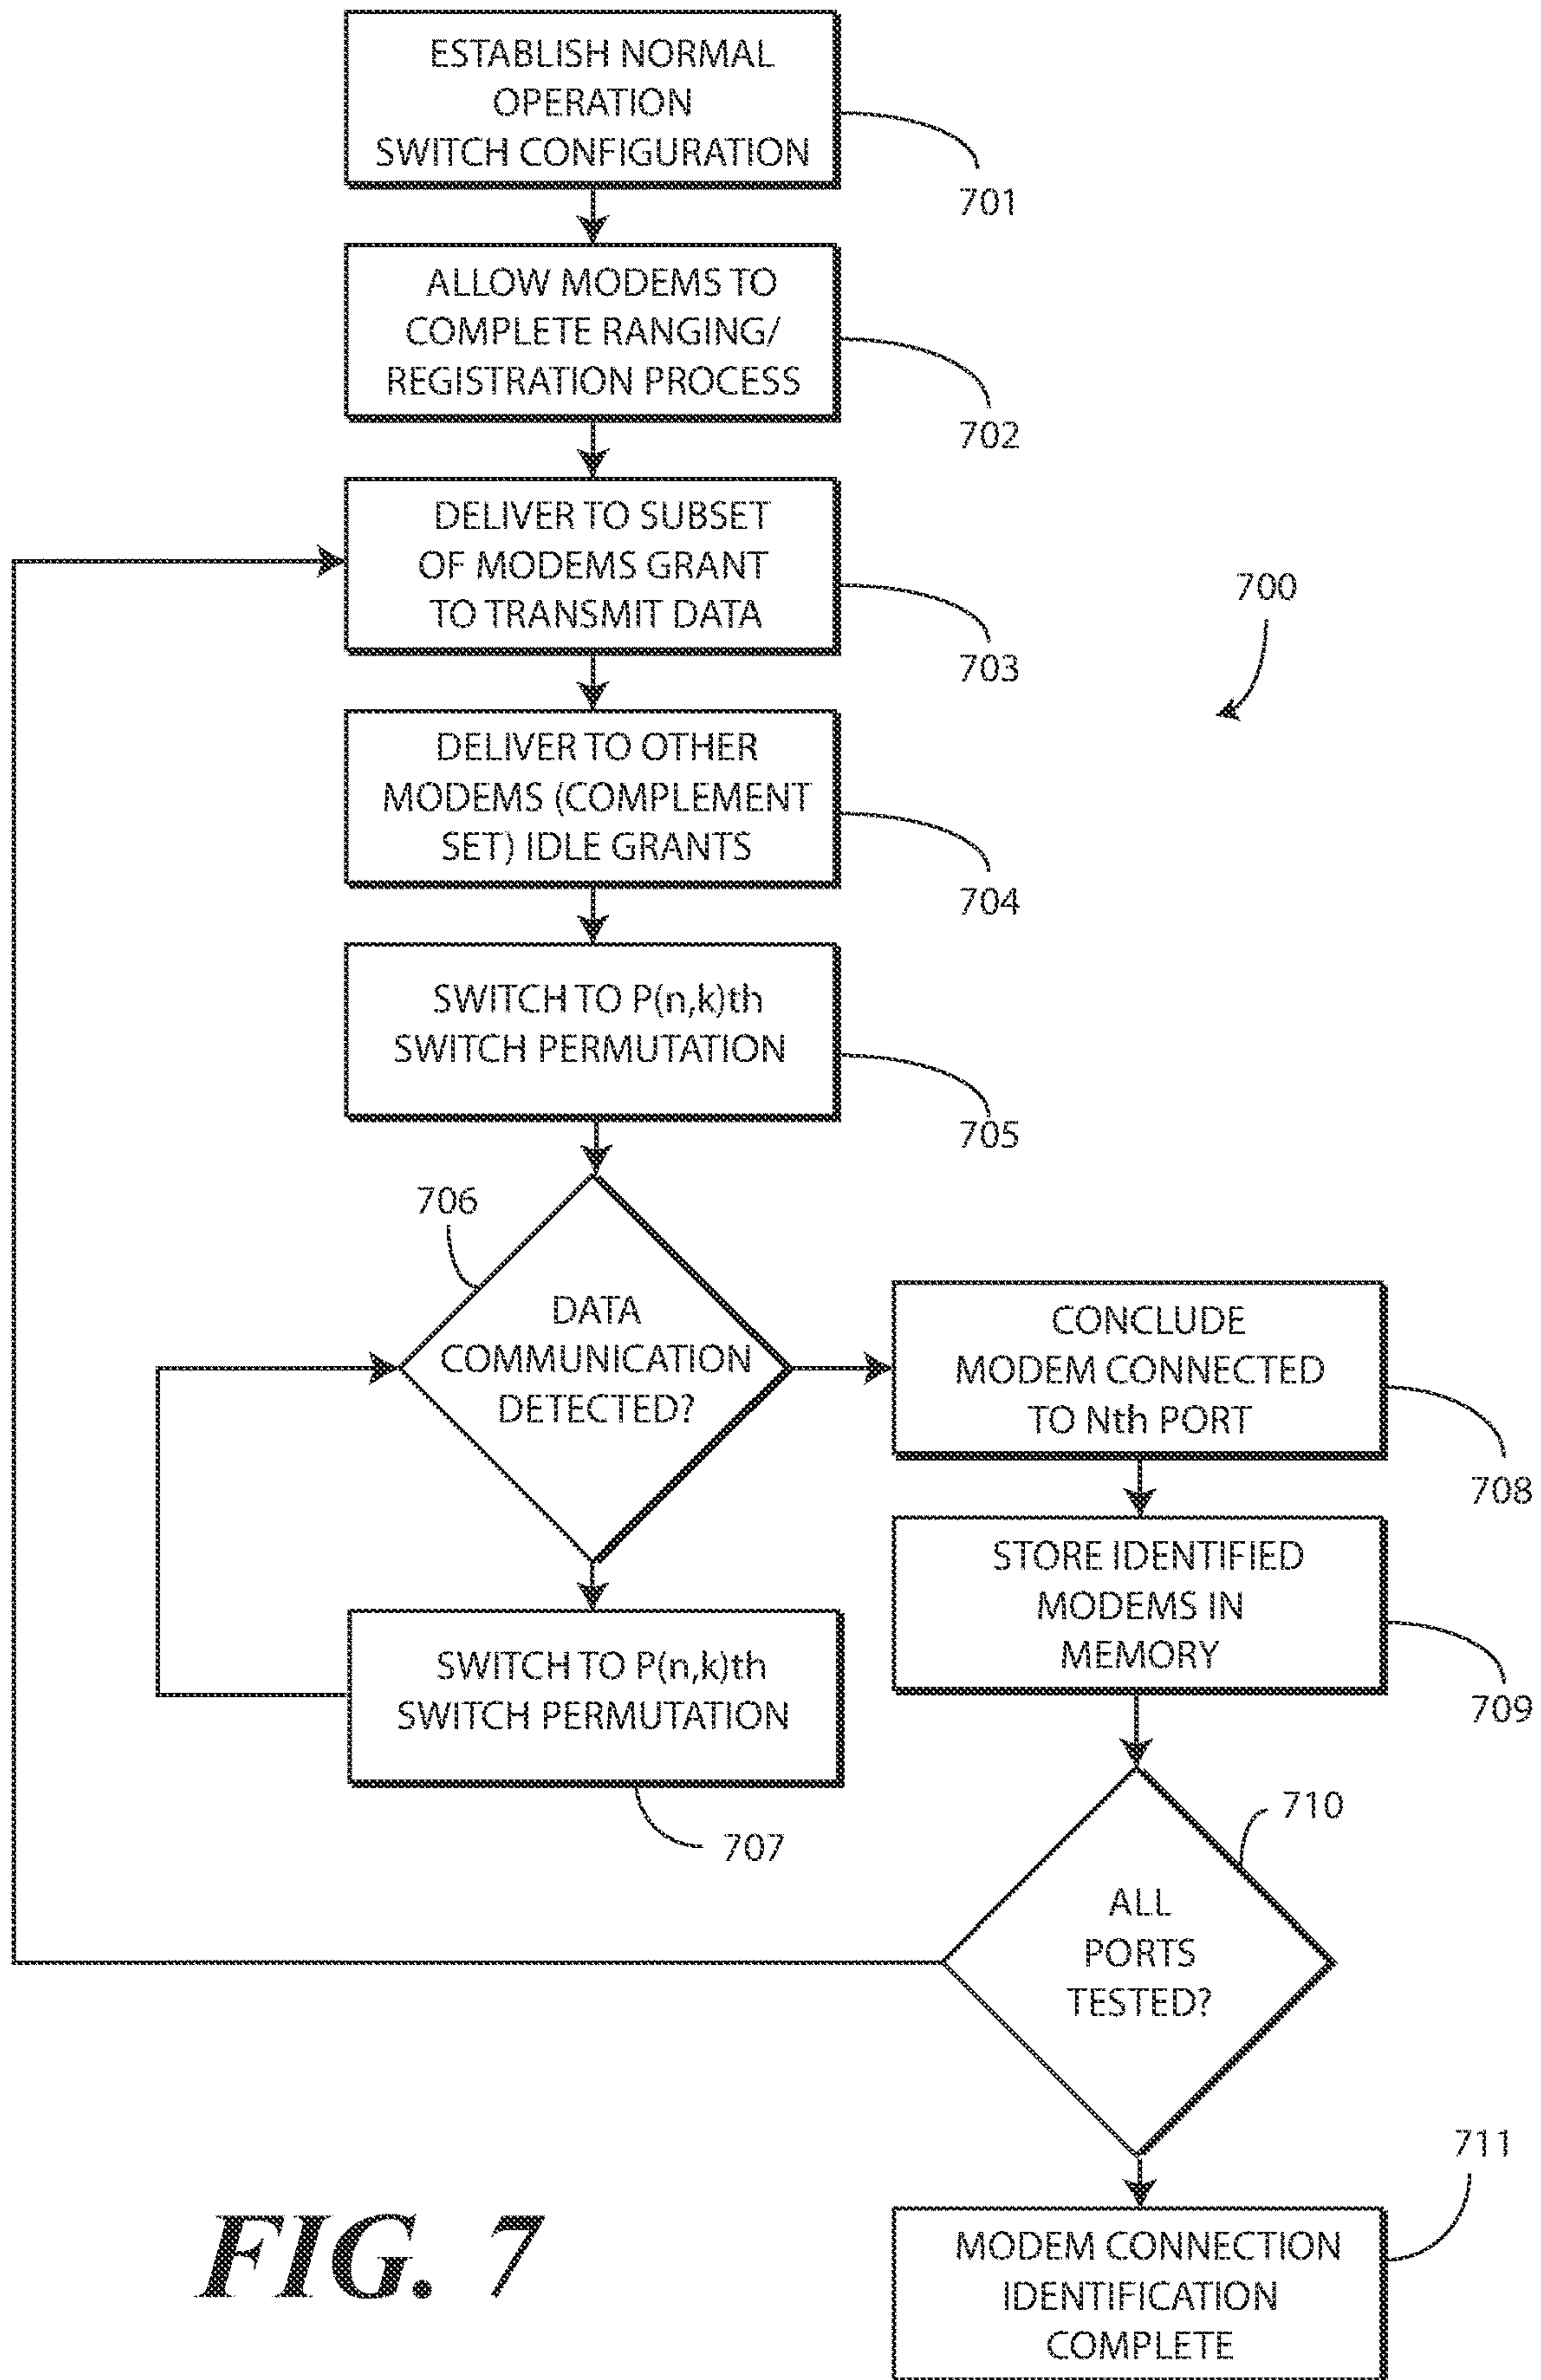 ESTABLISH NORMAL
OPERATION
SWITCH CONFIGURATION
701
ALLOW MODEMS TO
COMPLETE RANGING/
REGISTRATION PROCESS
702
DELIVER TO SUBSET
OF MODEMS GRANT
TO TRANSMIT DATA
703
700
DELIVER TO OTHER
MODEMS (COMPLEMENT
SET) IDLE GRANTS
704
SWITCH TO P(n,k)th
SWITCH PERMUTATION
705
706
DATA
COMMUNICATION
DETECTED?
CONCLUDE
MODEM CONNECTED
TO Nth PORT
708
SWITCH TO P(n,k)th
SWITCH PERMUTATION
707
STORE IDENTIFIED
MODEMS IN
MEMORY
709
710
ALL
PORTS
TESTED?
711
MODEM CONNECTION
IDENTIFICATION
COMPLETE
FIG. 7